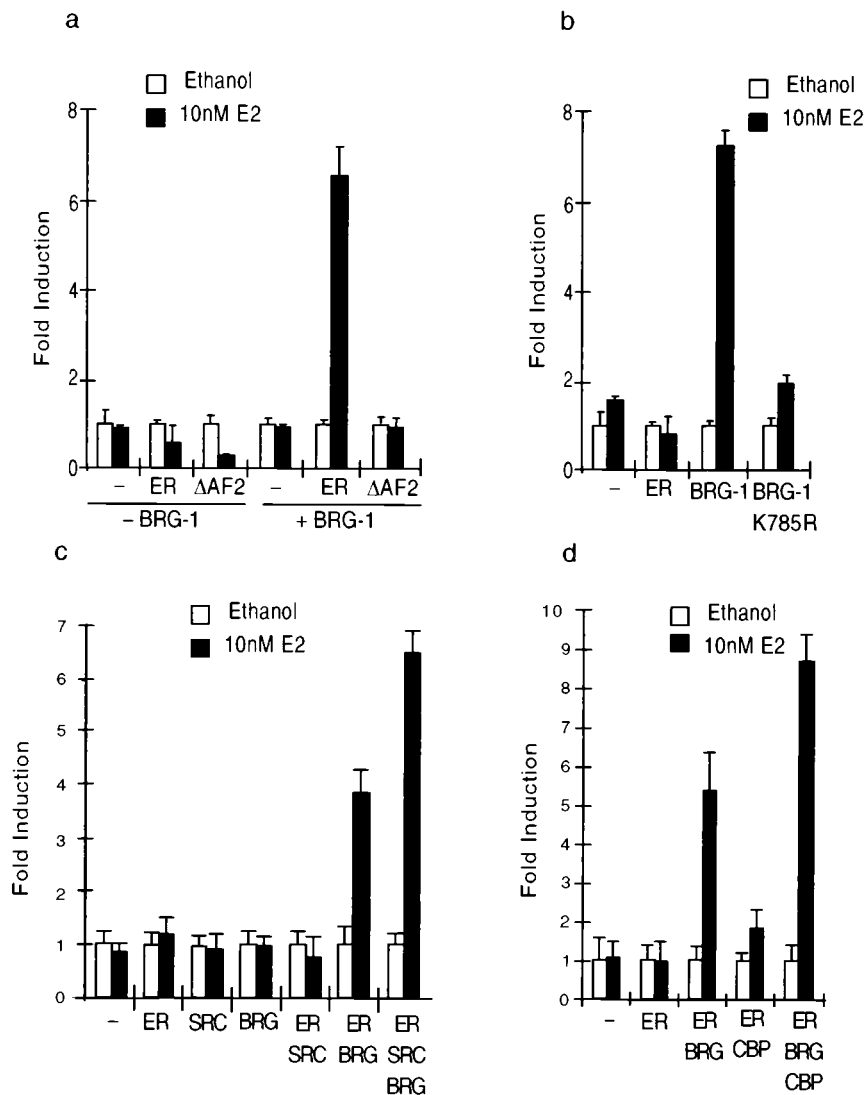 a
Ethanol
10nM E2
Fold Induction
8
6
4
2
0
– ER ΔAF2 – ER ΔAF2
– BRG-1 + BRG-1
b
Ethanol
10nM E2
Fold Induction
8
6
4
2
0
– ER BRG-1 BRG-1
K785R
c
Ethanol
10nM E2
Fold Induction
7
6
5
4
3
2
1
0
– ER SRC BRG ER ER ER
SRC BRG SRC
BRG
d
Ethanol
10nM E2
Fold Induction
10
9
8
7
6
5
4
3
2
1
0
– ER ER ER ER
BRG CBP BRG
CBP